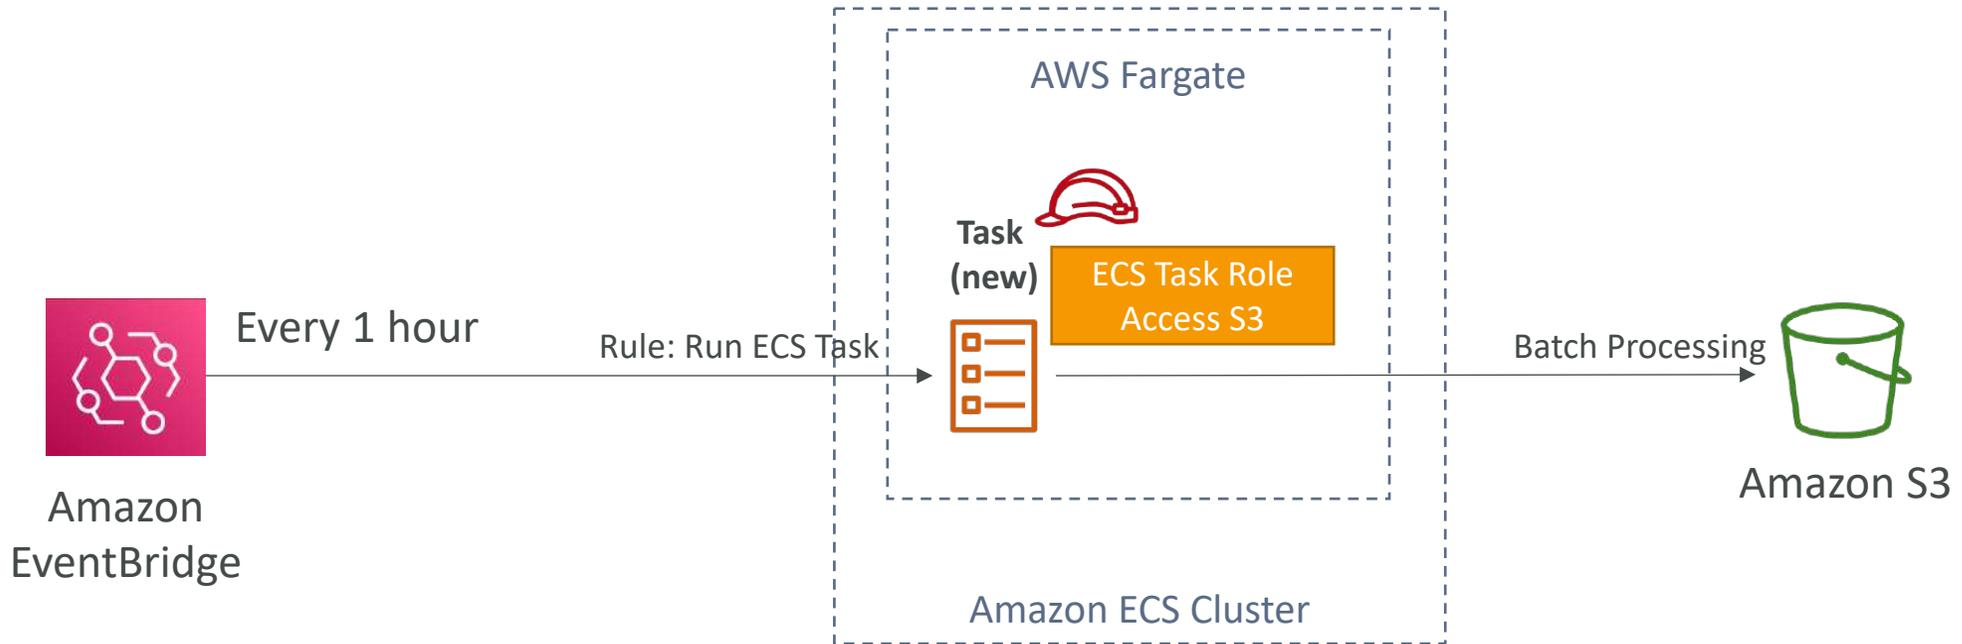 AWS Fargate
Task
(new)
ECS Task Role
Access S3
Every 1 hour
Rule: Run ECS Task
Batch Processing
Amazon
EventBridge
Amazon S3
Amazon ECS Cluster